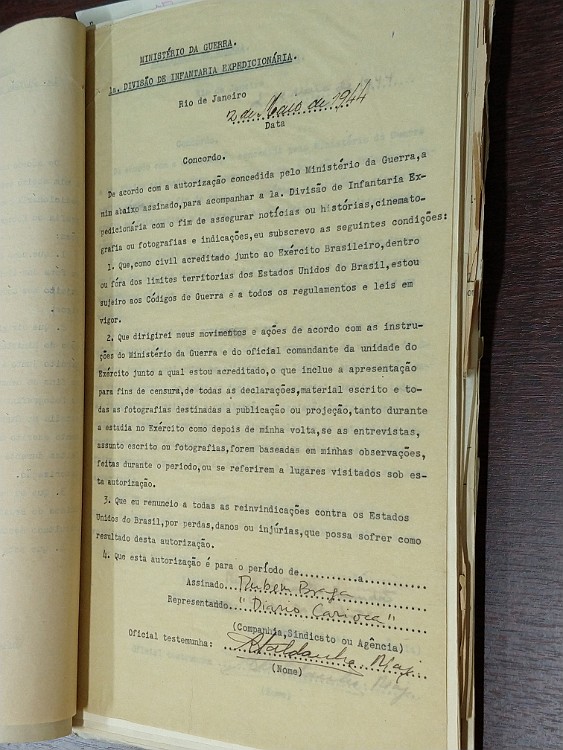 MINISTÉRIO DA GUERRA.
1a. DIVISÃO DE INFANTARIA EXPEDICIONÁRIA.
Rio de Janeiro
2 de Maio de 1944
Data
Concordo.
De acordo com a autorização concedida pelo Ministério da Guerra,a
mim abaixo assinado,para acompanhar a 1a. Divisão de Infantaria Ex-
pedicionária com o fim de assegurar notícias ou histórias,cinemato-
grafia ou fotografias e indicações,eu subscrevo as seguintes condições:
1. Que,como civil acreditado junto ao Exército Brasileiro,dentro
ou fóra dos limites territorias dos Estados Unidos do Brasil,estou
sujeiro aos Códigos de Guerra e a todos os regulamentos e leis em
vigor.
2. Que dirigirei meus movimentos e ações de acordo com as instru-
ções do Ministério da Guerra e do oficial comandante da unidade do
Exército junto a qual estou acreditado,o que inclue a apresentação
para fins de censura,de todas as declarações,material escrito e to-
das as fotografias destinadas a publicação ou projeção,tanto durante
a estadia no Exército como depois de minha volta,se as entrevistas,
assunto escrito ou fotografias,forem baseadas em minhas observações,
feitas durante o período,ou se referirem a lugares visitados sob es-
ta autorização.
3. Que eu renuncio a todas as reinvindicações contra os Estados
Unidos do Brasil,por perdas,danos ou injúrias,que possa sofrer como
resultado desta autorização.
4. Que esta autorização é para o período de...........a..........
Assinado Rubem Braga
Representando "Diario Carioca"
(Companhia,Sindicato ou Agência)
Oficial testemunha: Maj.
(Nome)